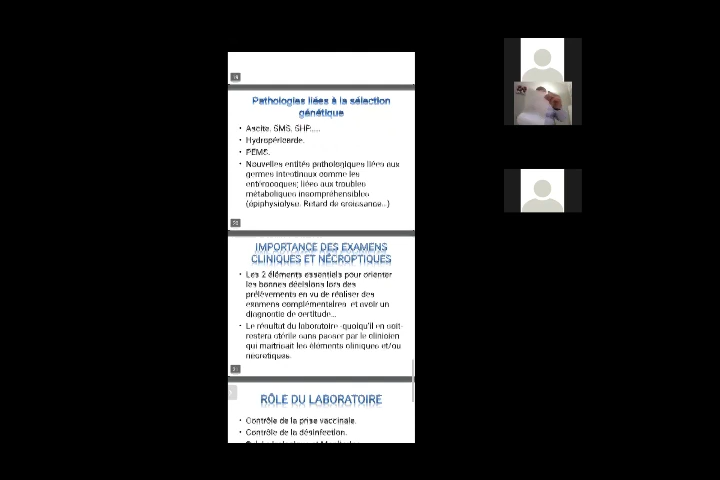 Pathologies liées à la sélection
génétique
• Ascite, SMS, SHP,....
• Hydropéricarde.
• PEMS.
• Nouvelles entités pathologiques liées aux
germes intestinaux comme les
entérocoques; liées aux troubles
métaboliques incompréhensibles
(épiphysiolyse, Retard de croissance..)
IMPORTANCE DES EXAMENS
CLINIQUES ET NÉCROPTIQUES
• Les 2 éléments essentiels pour orienter
les bonnes décisions lors des
prélèvements en vu de réaliser des
examens complémentaires et avoir un
diagnostic de certitude..
• Le résultat du laboratoire -quoiqu'il en soit-
restera stérile sans passer par le clinicien
qui maitrisait les éléments cliniques et/ou
nécrotiques.
RÔLE DU LABORATOIRE
• Contrôle de la prise vaccinale.
• Contrôle de la désinfection.